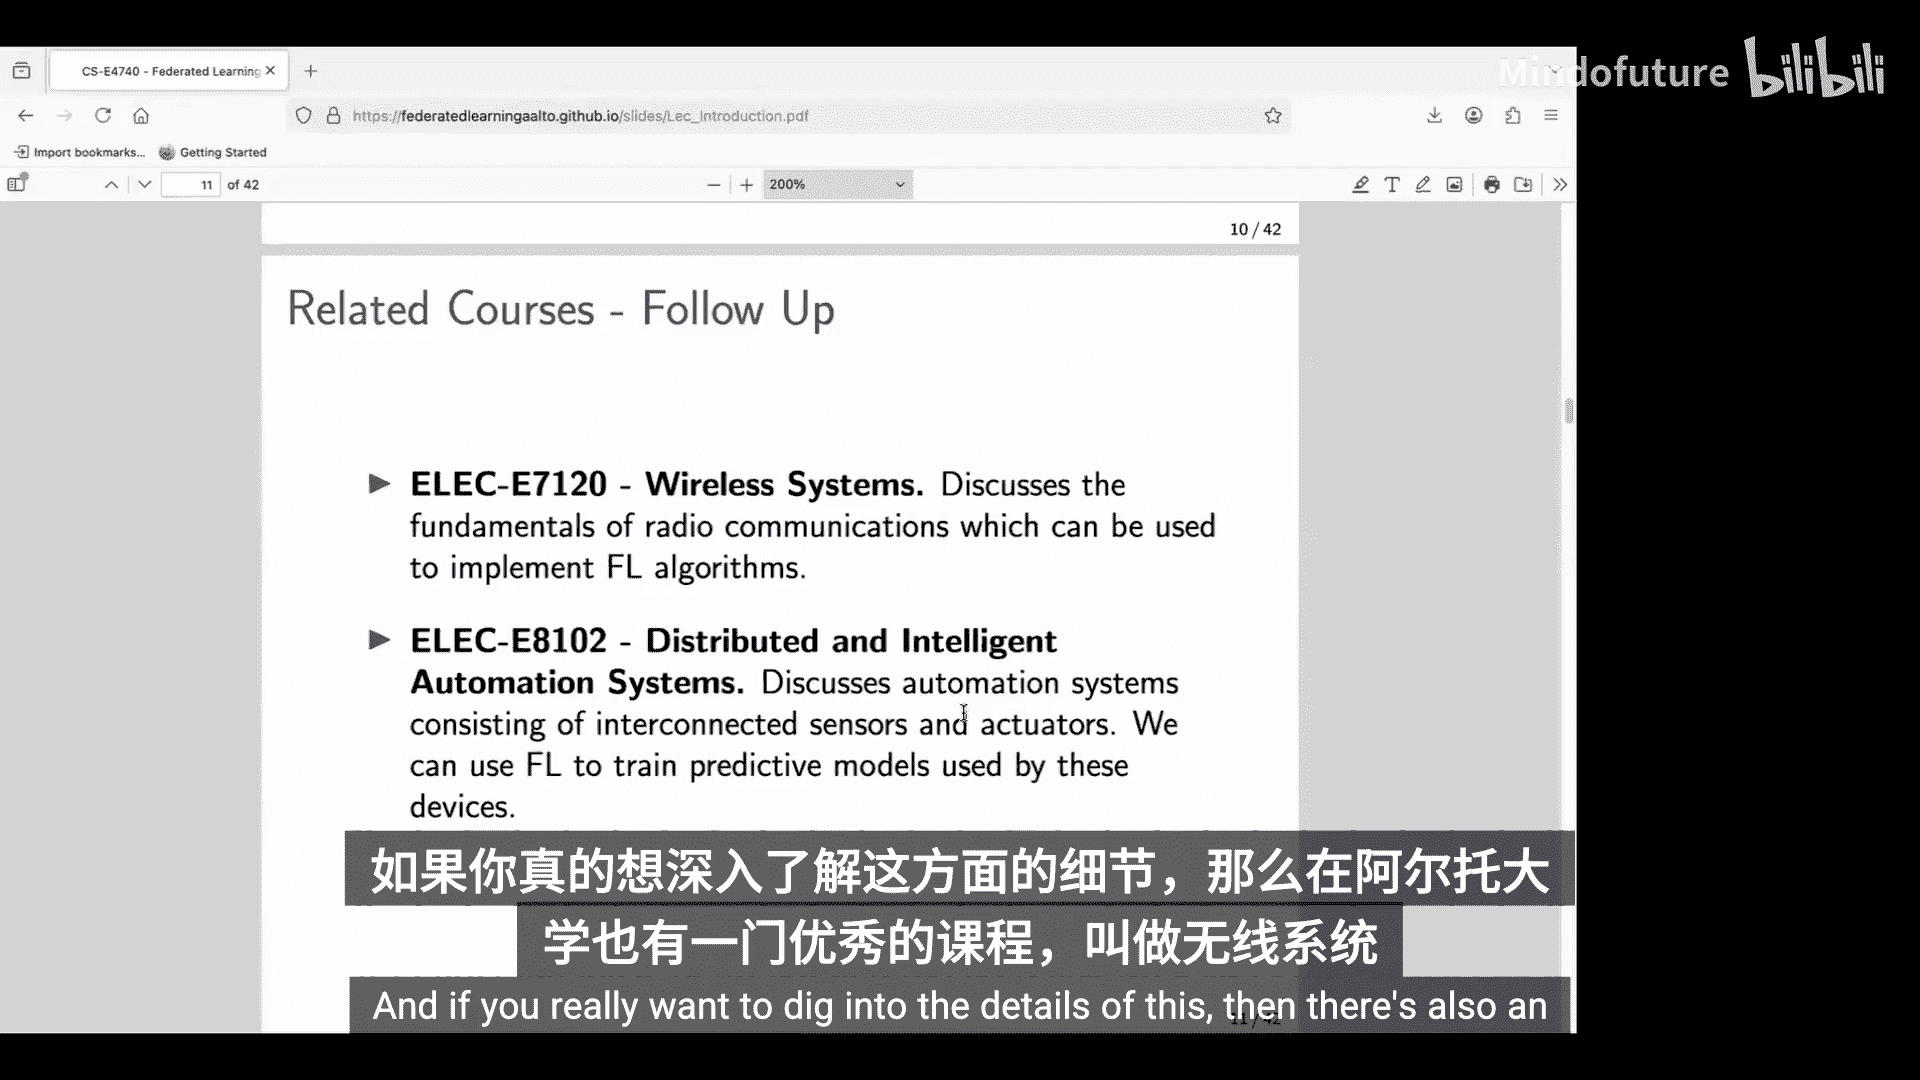 Mindofuture bilibili
CS-E4740 - Federated Learning
https://federatedlearningaalto.github.io/slides/Lec_Introduction.pdf
Import bookmarks... Getting Started
11 of 42
200%
10 / 42
Related Courses - Follow Up
ELEC-E7120 - Wireless Systems. Discusses the
fundamentals of radio communications which can be used
to implement FL algorithms.
ELEC-E8102 - Distributed and Intelligent
Automation Systems. Discusses automation systems
consisting of interconnected sensors and actuators. We
can use FL to train predictive models used by these
devices.
如果你真的想深入了解这方面的细节，那么在阿尔托大
学也有一门优秀的课程，叫做无线系统
And if you really want to dig into the details of this, then there's also an
11 / 42